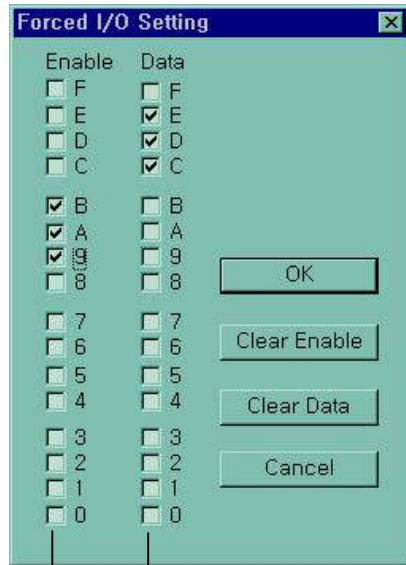 Forced I/O Setting
Enable Data
F F
E E
D D
C C
B B
A A
9 9
8 8
OK
7 7
6 6
Clear Enable
5 5
4 4
Clear Data
3 3
2 2
Cancel
1 1
0 0